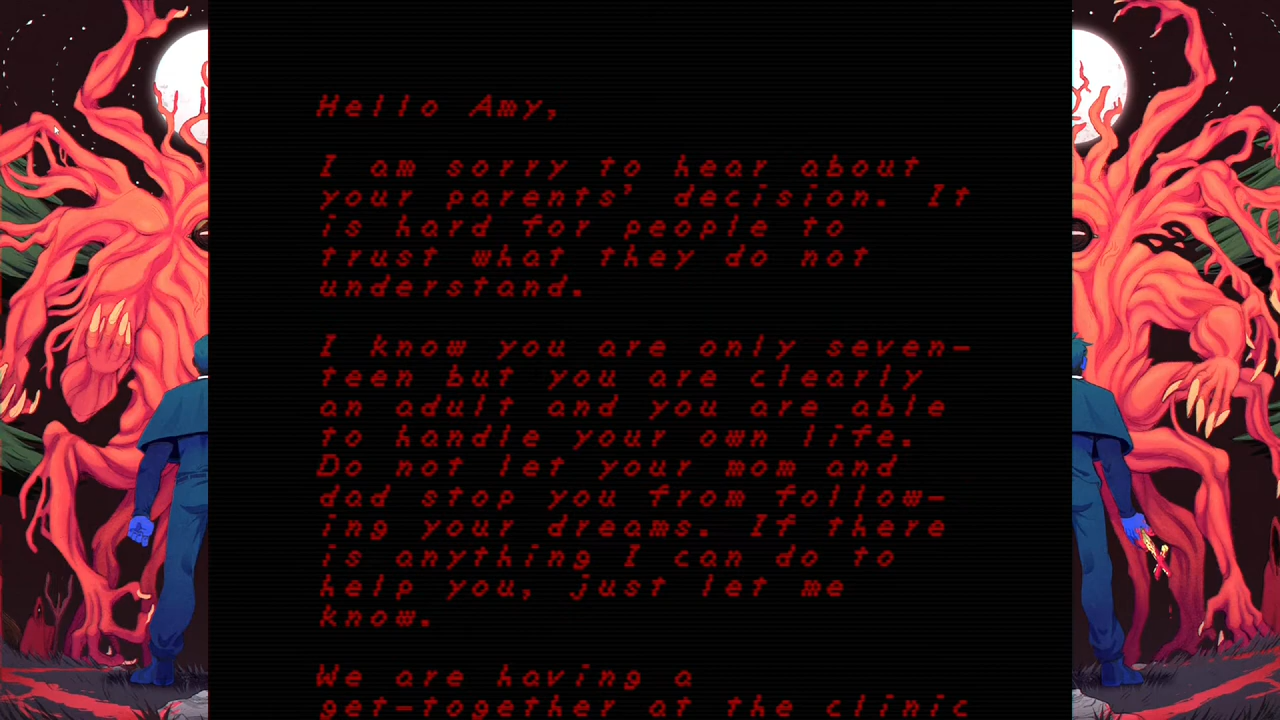 Hello Amy,
I am sorry to hear about
your parents' decision. It
is hard for people to
trust what they do not
understand.
I know you are only seven-
teen but you are clearly
an adult and you are able
to handle your own life.
Do not let your mom and
dad stop you from follow-
ing your dreams. If there
is anything I can do to
help you, just let me
know.
We are having a
get-together at the clinic